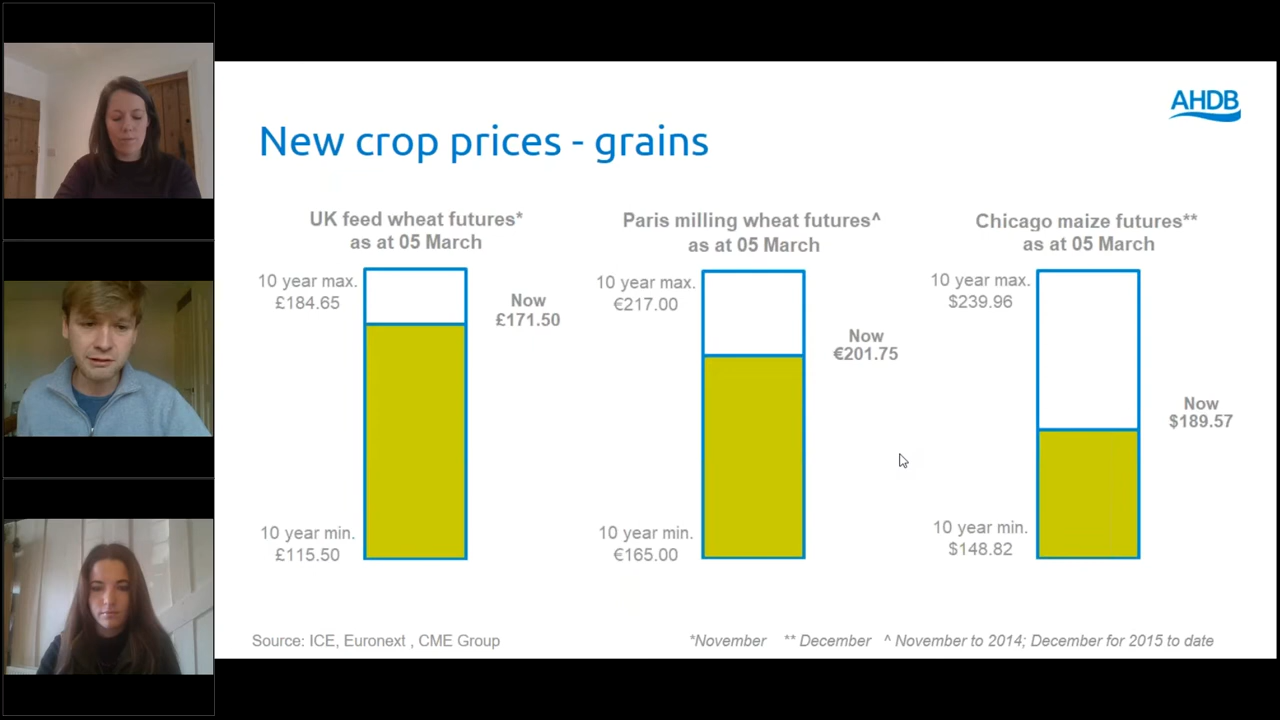 AHDB
New crop prices - grains
UK feed wheat futures*
as at 05 March
10 year max.
£184.65
Now
£171.50
10 year min.
£115.50
Paris milling wheat futures^
as at 05 March
10 year max.
€217.00
Now
€201.75
10 year min.
€165.00
Chicago maize futures**
as at 05 March
10 year max.
$239.96
Now
$189.57
10 year min.
$148.82
Source: ICE, Euronext , CME Group
*November ** December ^ November to 2014; December for 2015 to date